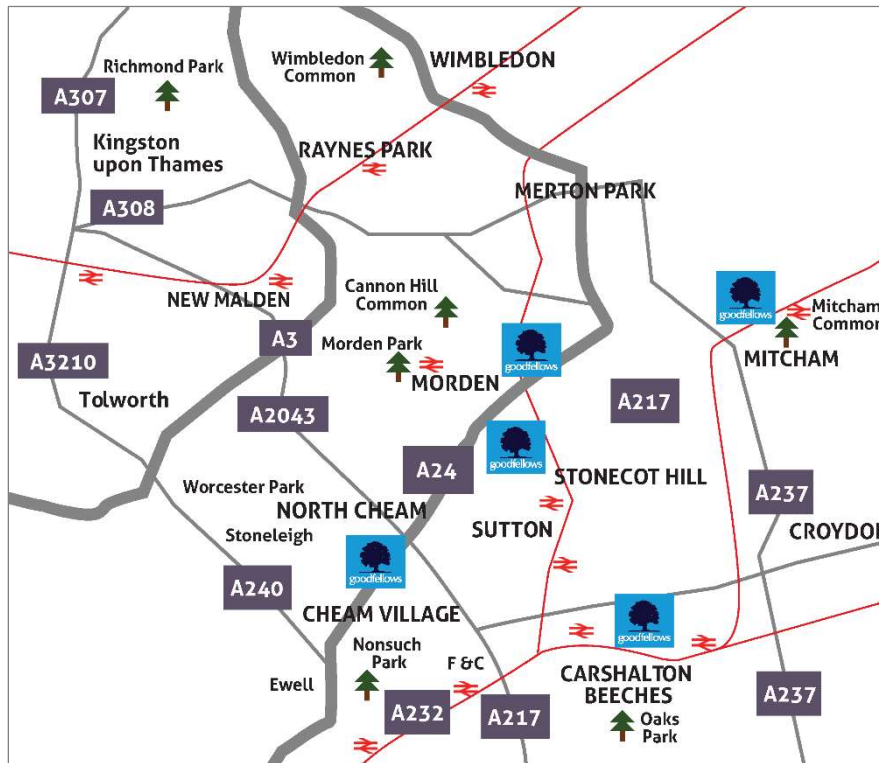 Richmond Park
Wimbledon
Common
WIMBLEDON
A307
Kingston
upon Thames
RAYNES PARK
A308
MERTON PARK
NEW MALDEN
Cannon Hill
Common
goodfellows
Mitcham
Common
A3
Morden Park
MORDEN
goodfellows
MITCHAM
A3210
Tolworth
A2043
A217
goodfellows
A24
STONECOT HILL
Worcester Park
NORTH CHEAM
A237
Stoneleigh
SUTTON
CROYDON
goodfellows
A240
CHEAM VILLAGE
goodfellows
Nonsuch
Park
F &C
CARSHALTON
BEECHES
Ewell
A232
A217
Oaks
Park
A237